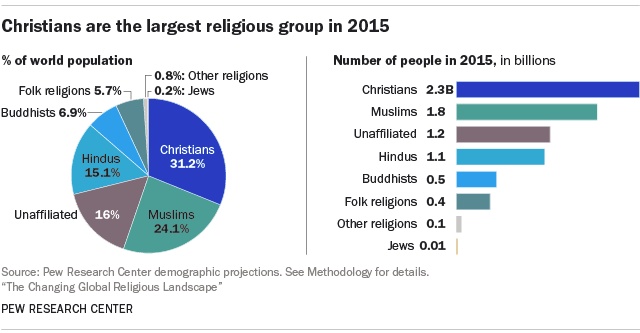 Christians are the largest religious group in 2015
% of world population
0.8%: Other religions
0.2%: Jews
Folk religions 5.7%
Buddhists 6.9%
Hindus
15.1%
Christians
31.2%
Unaffiliated 16%
Muslims
24.1%
Number of people in 2015, in billions
Christians 2.3B
Muslims 1.8
Unaffiliated 1.2
Hindus 1.1
Buddhists 0.5
Folk religions 0.4
Other religions 0.1
Jews 0.01
Source: Pew Research Center demographic projections. See Methodology for details.
“The Changing Global Religious Landscape”
PEW RESEARCH CENTER